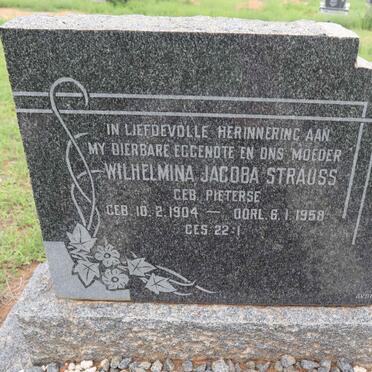 IN LIEFDEVOLLE HERINNERING AAN
MY DIERBARE EGGENOTE EN ONS MOEDER
WILHELMINA JACOBA STRAUSS
GEB. PIETERSE
GEB. 10.2.1904 — OORL. 6.1.1958
GES. 22:1